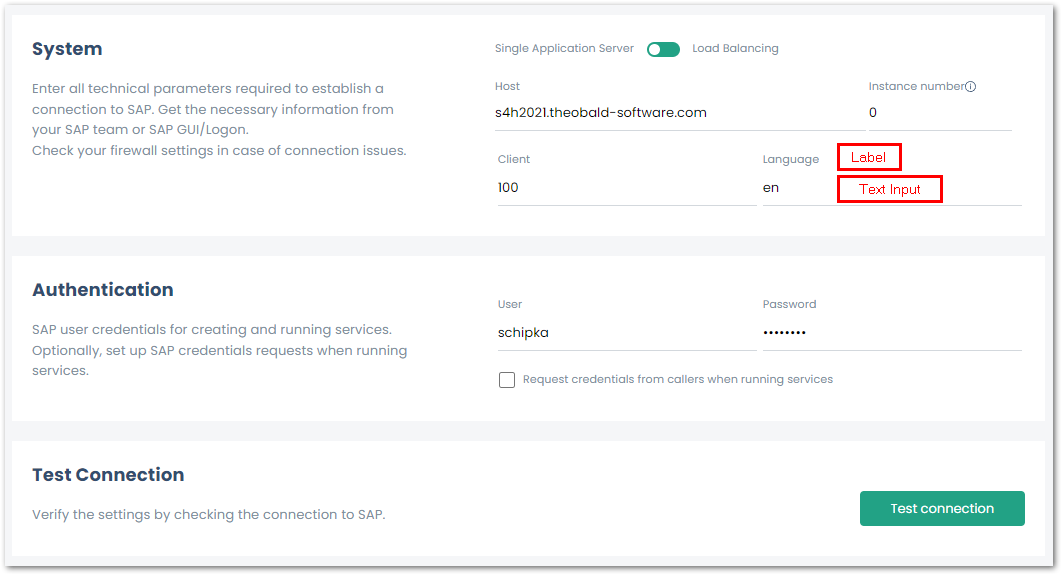 System
Enter all technical parameters required to establish a
connection to SAP. Get the necessary information from
your SAP team or SAP GUI/Logon.
Check your firewall settings in case of connection issues.
Single Application Server Load Balancing
Host Instance number
s4h2021.theobald-software.com 0
Client Language Label
100 en Text Input
Authentication
SAP user credentials for creating and running services.
Optionally, set up SAP credentials requests when running
services.
User Password
schipka ••••••••
Request credentials from callers when running services
Test Connection
Verify the settings by checking the connection to SAP.
Test connection